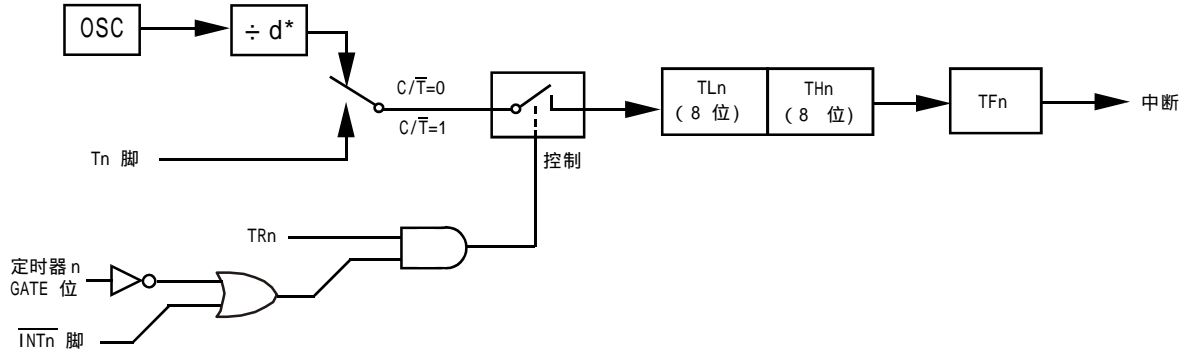 OSC
÷ d*
C/T̅=0
C/T̅=1
Tn 脚
控制
TLn
(8 位)
THn
(8 位)
TFn
中断
TRn
定时器 n
GATE 位
I̅N̅T̅n̅ 脚